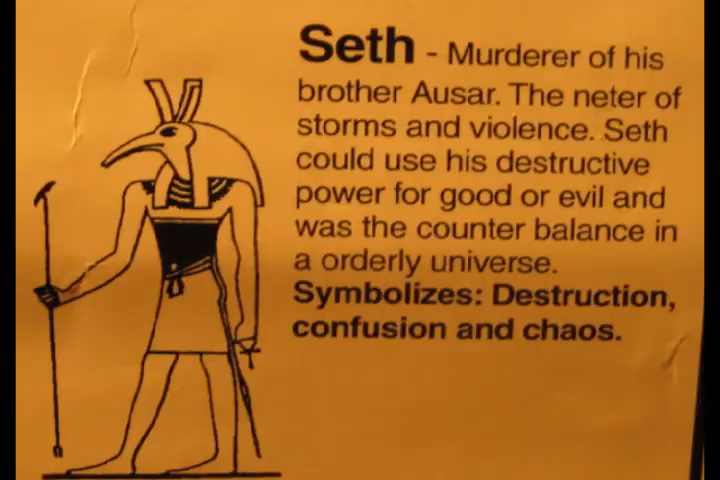 Seth - Murderer of his
brother Ausar. The neter of
storms and violence. Seth
could use his destructive
power for good or evil and
was the counter balance in
a orderly universe.
Symbolizes: Destruction,
confusion and chaos.